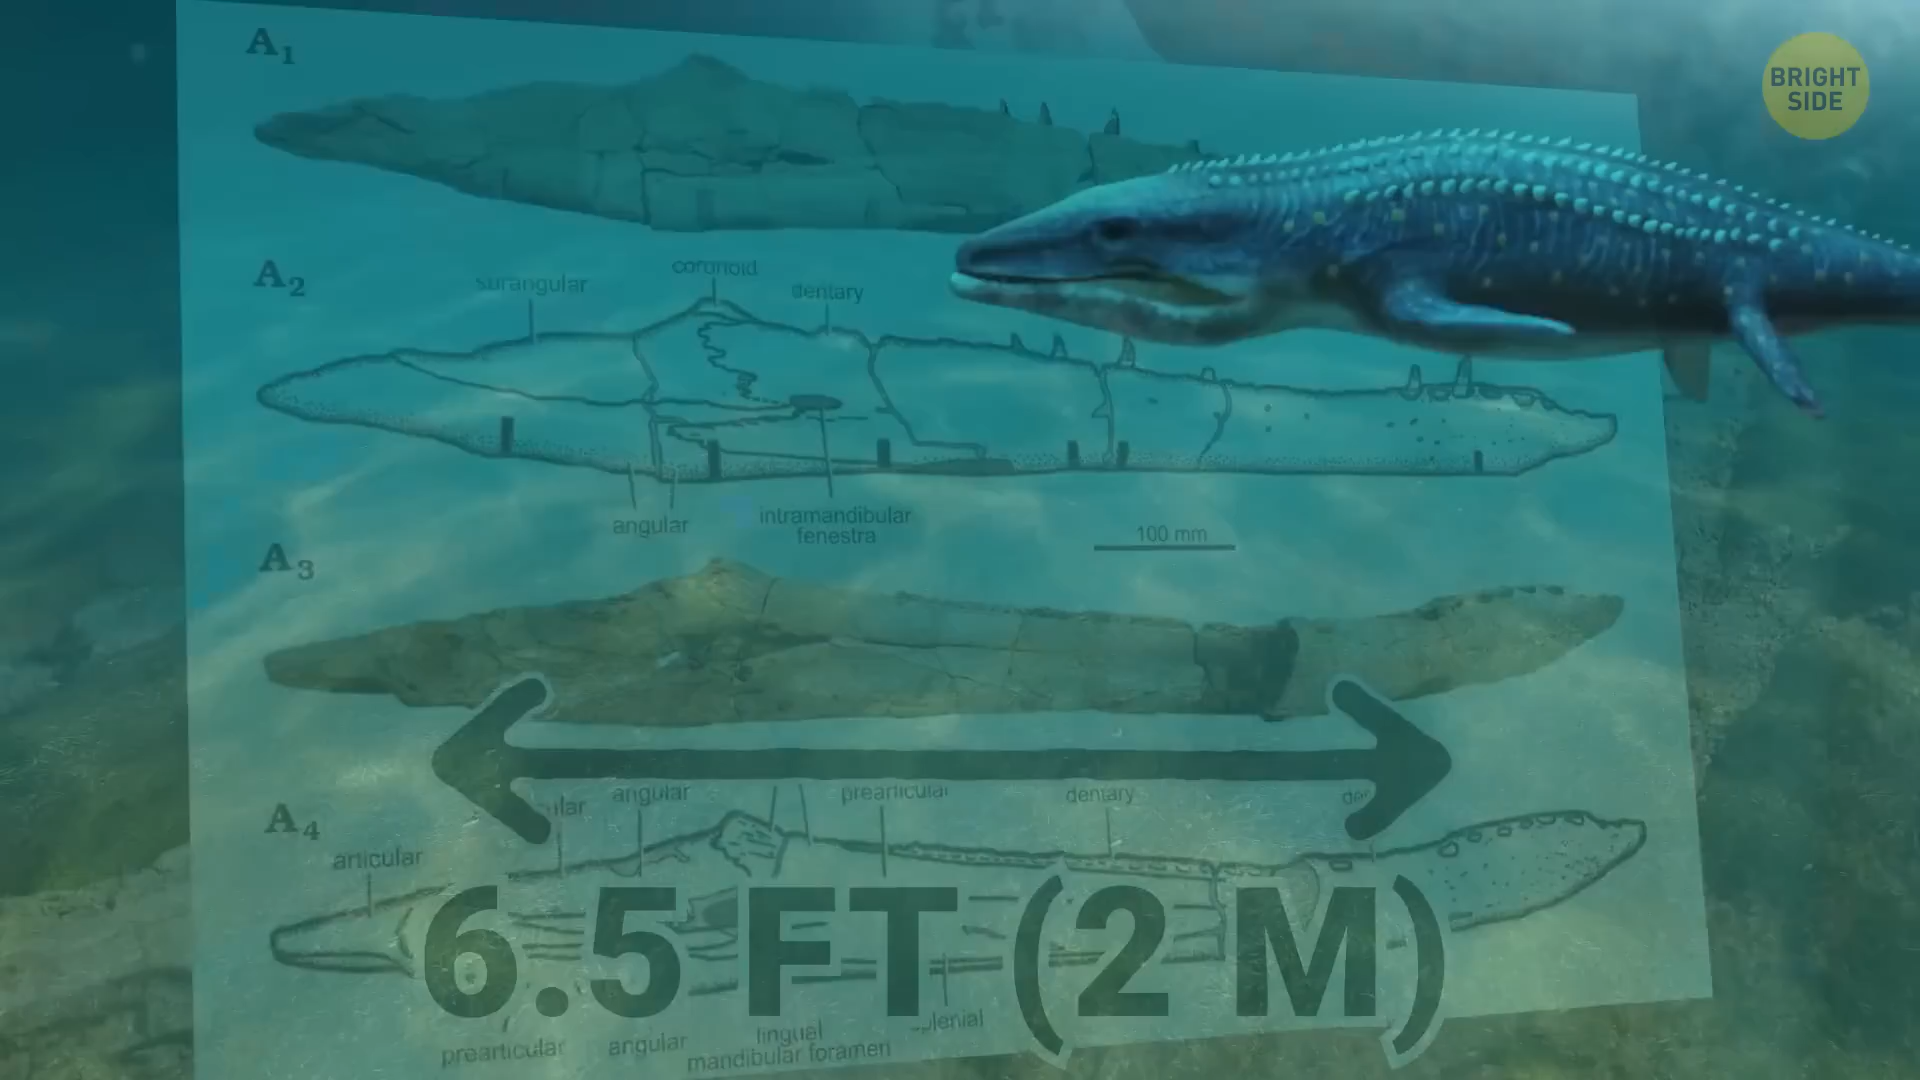 A1
BRIGHT
SIDE
A2
surangular
coronoid
dentary
angular
intramandibular
fenestra
100 mm
A3
angular
prearticular
dentary
A4
articular
6.5 FT (2 M)
prearticular
angular
lingual
mandibular foramen